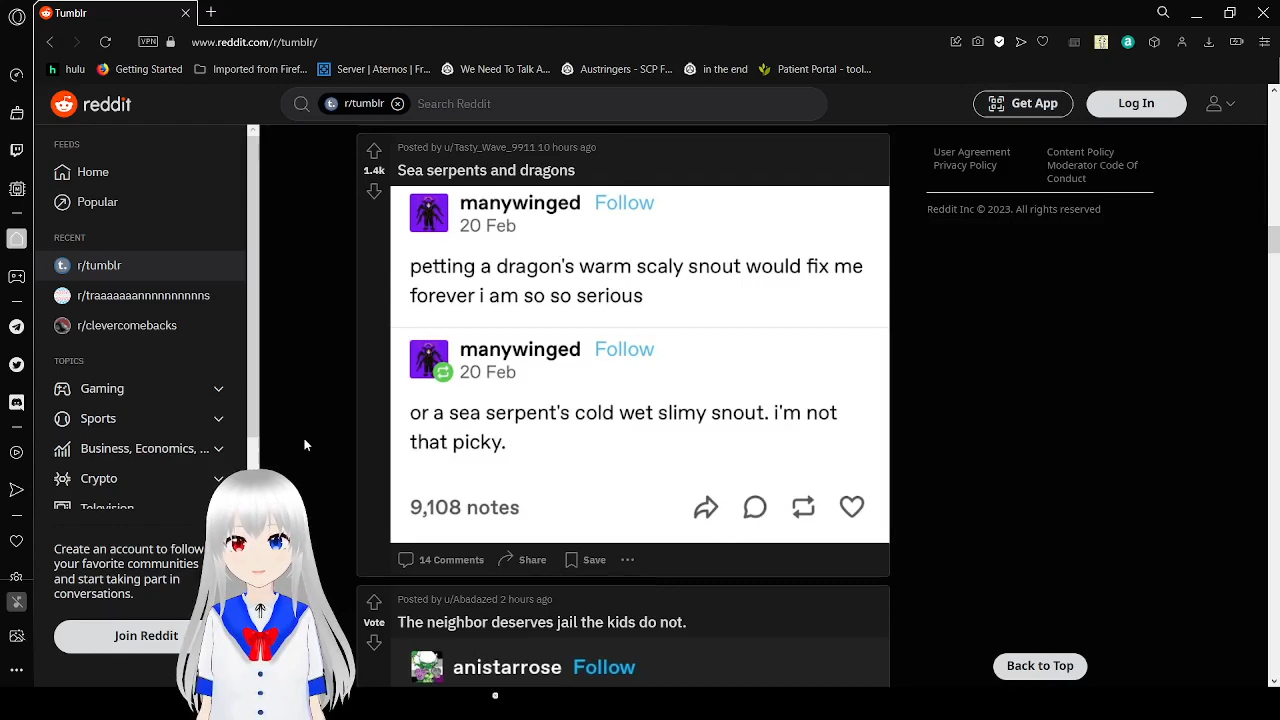 Tumblr
VPN
www.reddit.com/r/tumblr/
h hulu
Getting Started
Imported from Firef...
Server | Aternos | Fr...
We Need To Talk A...
Austringers - SCP F...
in the end
Patient Portal - tool...
reddit
r/tumblr
Search Reddit
Get App
Log In
FEEDS
Home
Popular
RECENT
r/tumblr
r/traaaaaaannnnnnnnnns
r/clevercomebacks
TOPICS
Gaming
Sports
Business, Economics, ...
Crypto
Television
Create an account to follow
your favorite communities
and start taking part in
conversations.
Join Reddit
Posted by u/Tasty_Wave_9911 10 hours ago
1.4k
Sea serpents and dragons
manywinged Follow
20 Feb
petting a dragon's warm scaly snout would fix me
forever i am so so serious
manywinged Follow
20 Feb
or a sea serpent's cold wet slimy snout. i'm not
that picky.
9,108 notes
14 Comments
Share
Save
Posted by u/Abadazed 2 hours ago
Vote
The neighbor deserves jail the kids do not.
anistarrose Follow
User Agreement
Privacy Policy
Content Policy
Moderator Code Of
Conduct
Reddit Inc © 2023. All rights reserved
Back to Top